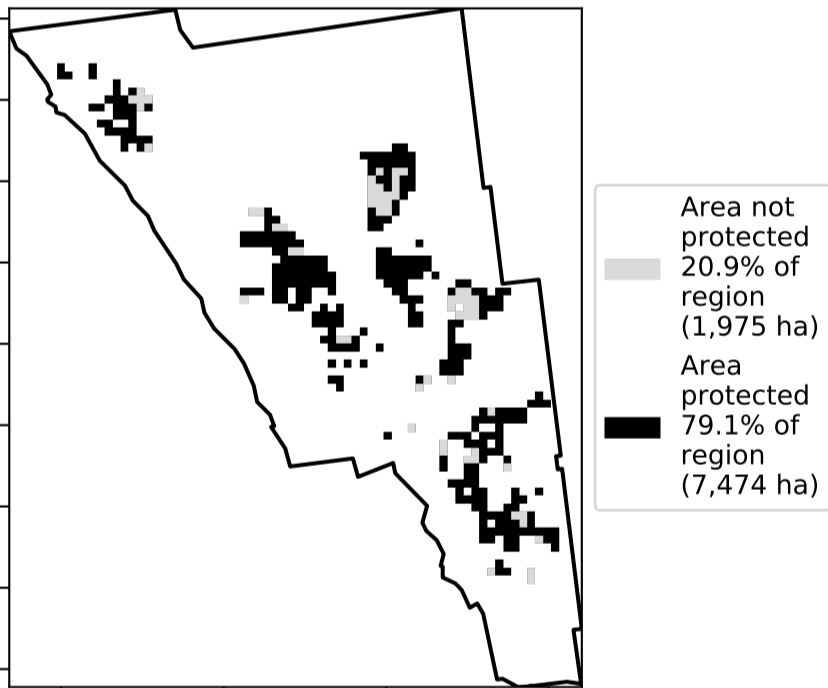 Area not
protected
20.9% of
region
(1,975 ha)
Area
protected
79.1% of
region
(7,474 ha)